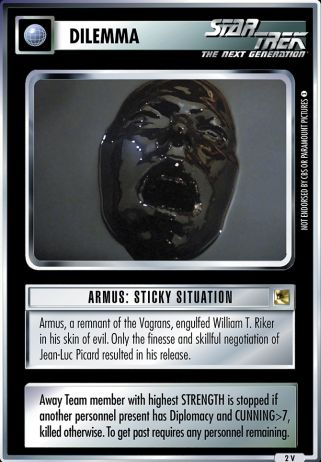 DILEMMA
STAR TREK
THE NEXT GENERATION®
NOT ENDORSED BY CBS OR PARAMOUNT PICTURES
ARMUS: STICKY SITUATION
Armus, a remnant of the Vagrans, engulfed William T. Riker
in his skin of evil. Only the finesse and skillful negotiation of
Jean-Luc Picard resulted in his release.
Away Team member with highest STRENGTH is stopped if
another personnel present has Diplomacy and CUNNING>7,
killed otherwise. To get past requires any personnel remaining.
2 V